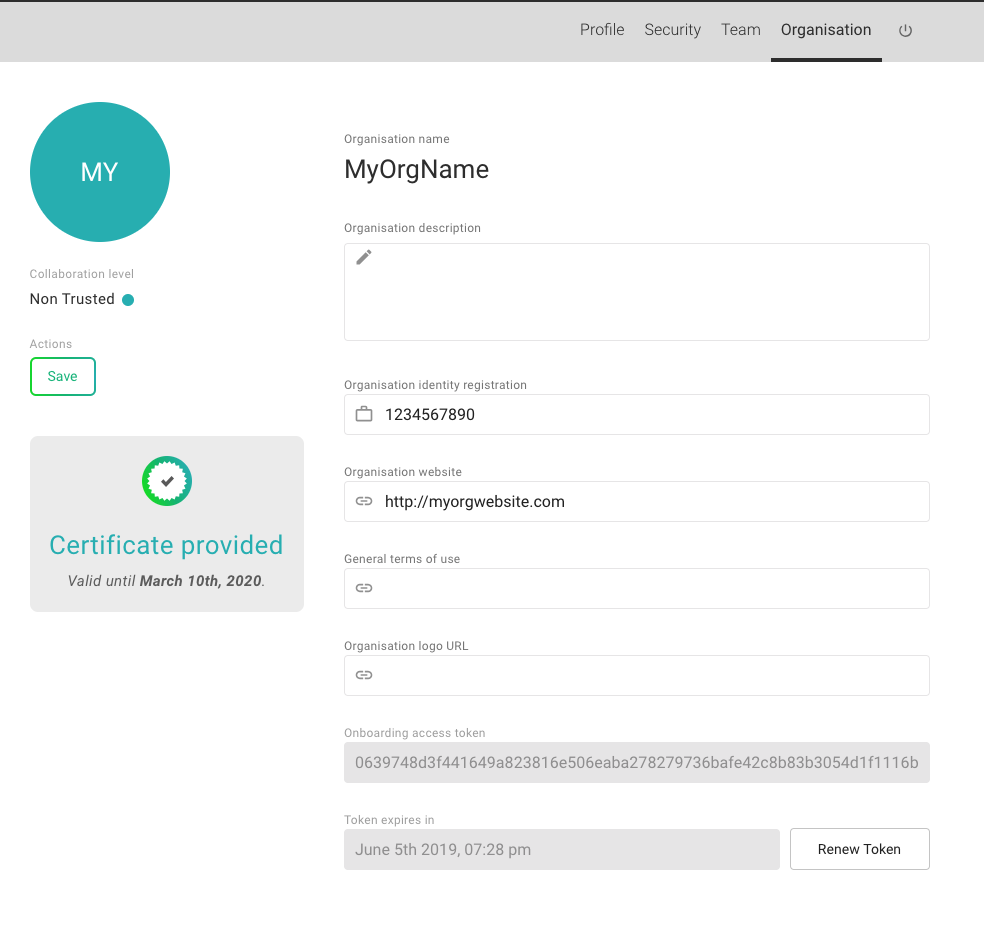 Profile Security Team Organisation
MY
Collaboration level
Non Trusted
Actions
Save
Certificate provided
Valid until March 10th, 2020.
Organisation name
MyOrgName
Organisation description
Organisation identity registration
1234567890
Organisation website
http://myorgwebsite.com
General terms of use
Organisation logo URL
Onboarding access token
0639748d3f441649a823816e506eaba278279736bafe42c8b83b3054d1f1116b
Token expires in
June 5th 2019, 07:28 pm
Renew Token